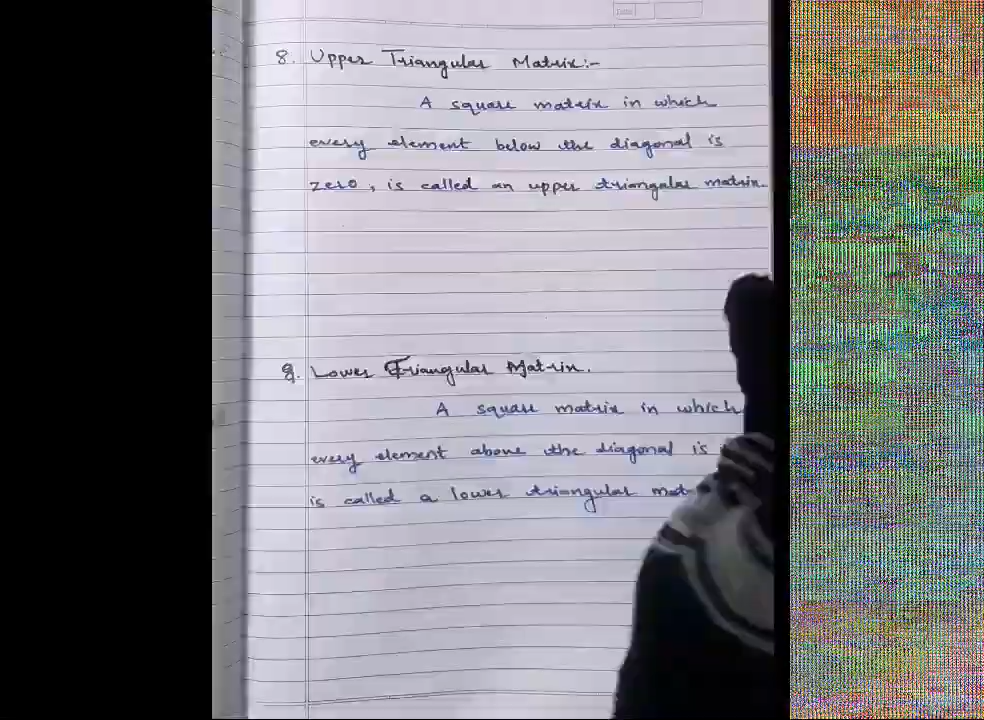 8. Upper Triangular Matrix:-
A square matrix in which
every element below the diagonal is
zero, is called an upper triangular matrix.
9. Lower Triangular Matrix.
A square matrix in which
every element above the diagonal is
is called a lower triangular mat